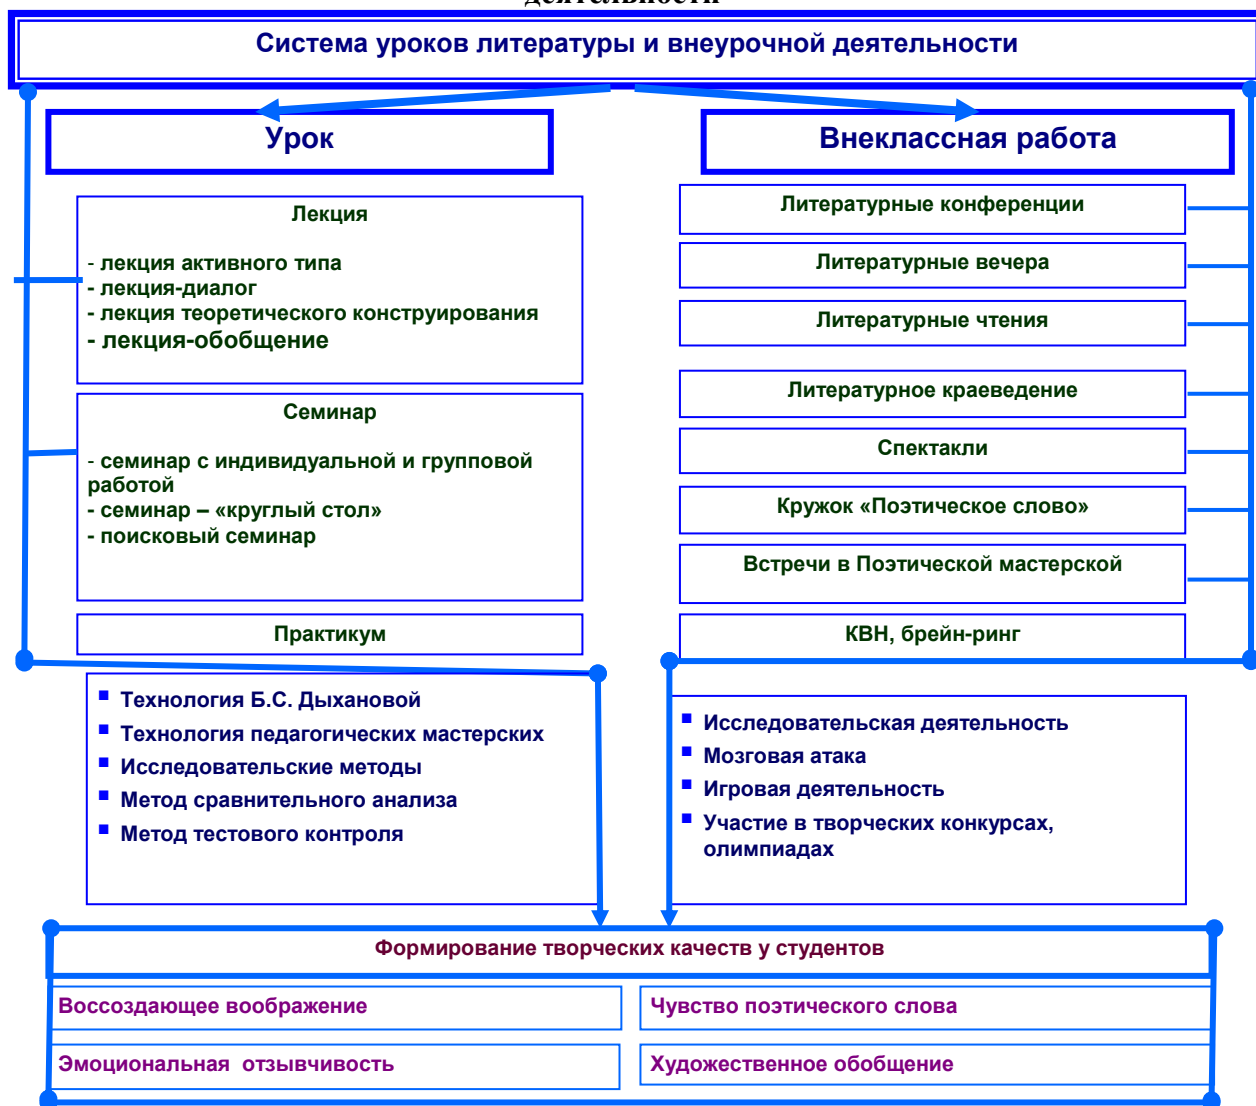 деятельности
Система уроков литературы и внеурочной деятельности
Урок
Внеклассная работа
Лекция
- лекция активного типа
- лекция-диалог
- лекция теоретического конструирования
- лекция-обобщение
Семинар
- семинар с индивидуальной и групповой
работой
- семинар – «круглый стол»
- поисковый семинар
Практикум
Литературные конференции
Литературные вечера
Литературные чтения
Литературное краеведение
Спектакли
Кружок «Поэтическое слово»
Встречи в Поэтической мастерской
КВН, брейн-ринг
▪ Технология Б.С. Дыхановой
▪ Технология педагогических мастерских
▪ Исследовательские методы
▪ Метод сравнительного анализа
▪ Метод тестового контроля
▪ Исследовательская деятельность
▪ Мозговая атака
▪ Игровая деятельность
▪ Участие в творческих конкурсах,
олимпиадах
Формирование творческих качеств у студентов
Воссоздающее воображение
Чувство поэтического слова
Эмоциональная отзывчивость
Художественное обобщение